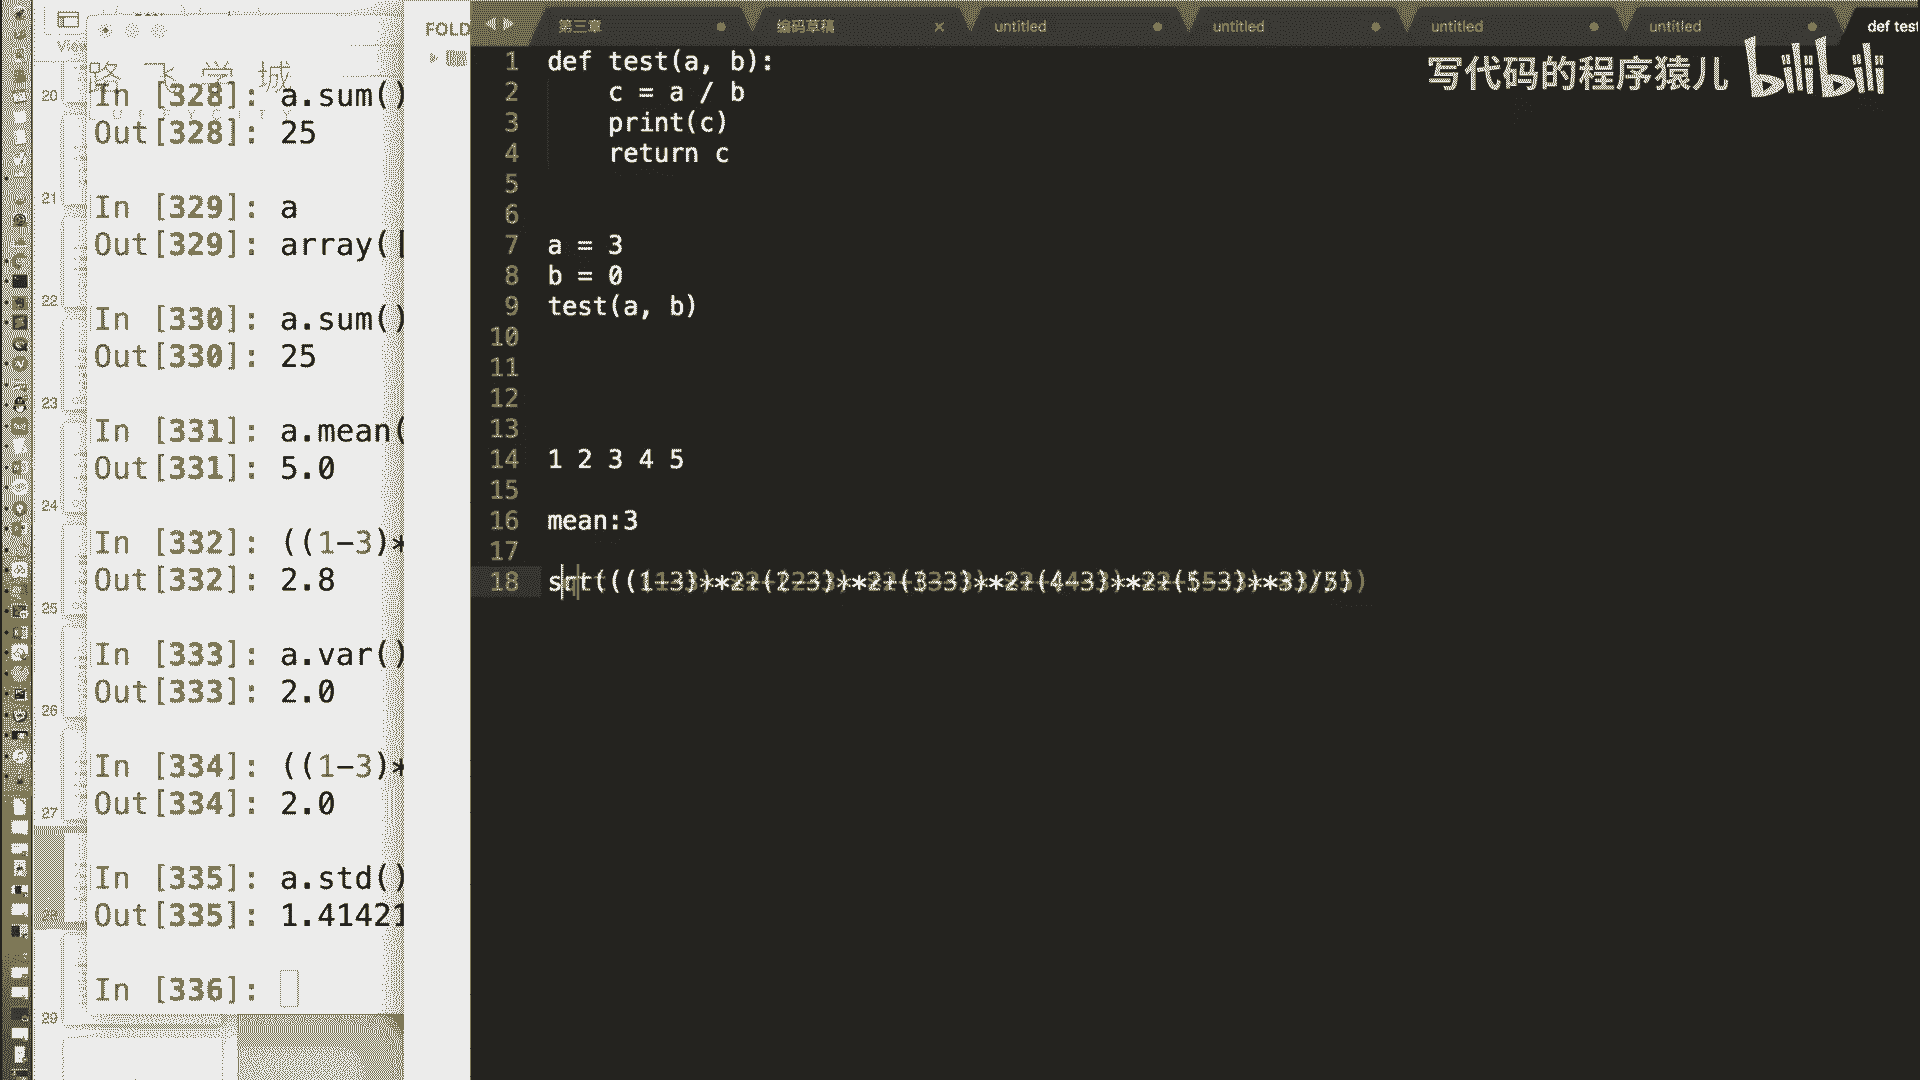 View
路飞学城
In [328]: a.sum()
Out[328]: 25
In [329]: a
Out[329]: array([
In [330]: a.sum()
Out[330]: 25
In [331]: a.mean(
Out[331]: 5.0
In [332]: ((1-3)*
Out[332]: 2.8
In [333]: a.var()
Out[333]: 2.0
In [334]: ((1-3)*
Out[334]: 2.0
In [335]: a.std()
Out[335]: 1.41421
In [336]:
20
21
22
23
24
25
26
27
28
29
FOLD
第三章
编码草稿
untitled
untitled
untitled
untitled
def test
写代码的程序猿儿 bilibili
1 def test(a, b):
2 c = a / b
3 print(c)
4 return c
5
6
7 a = 3
8 b = 0
9 test(a, b)
10
11
12
13
14 1 2 3 4 5
15
16 mean:3
17
18 sqrt(((1-3)**2+(2-3)**2+(3-3)**2+(4-3)**2+(5-3)**3)/5)